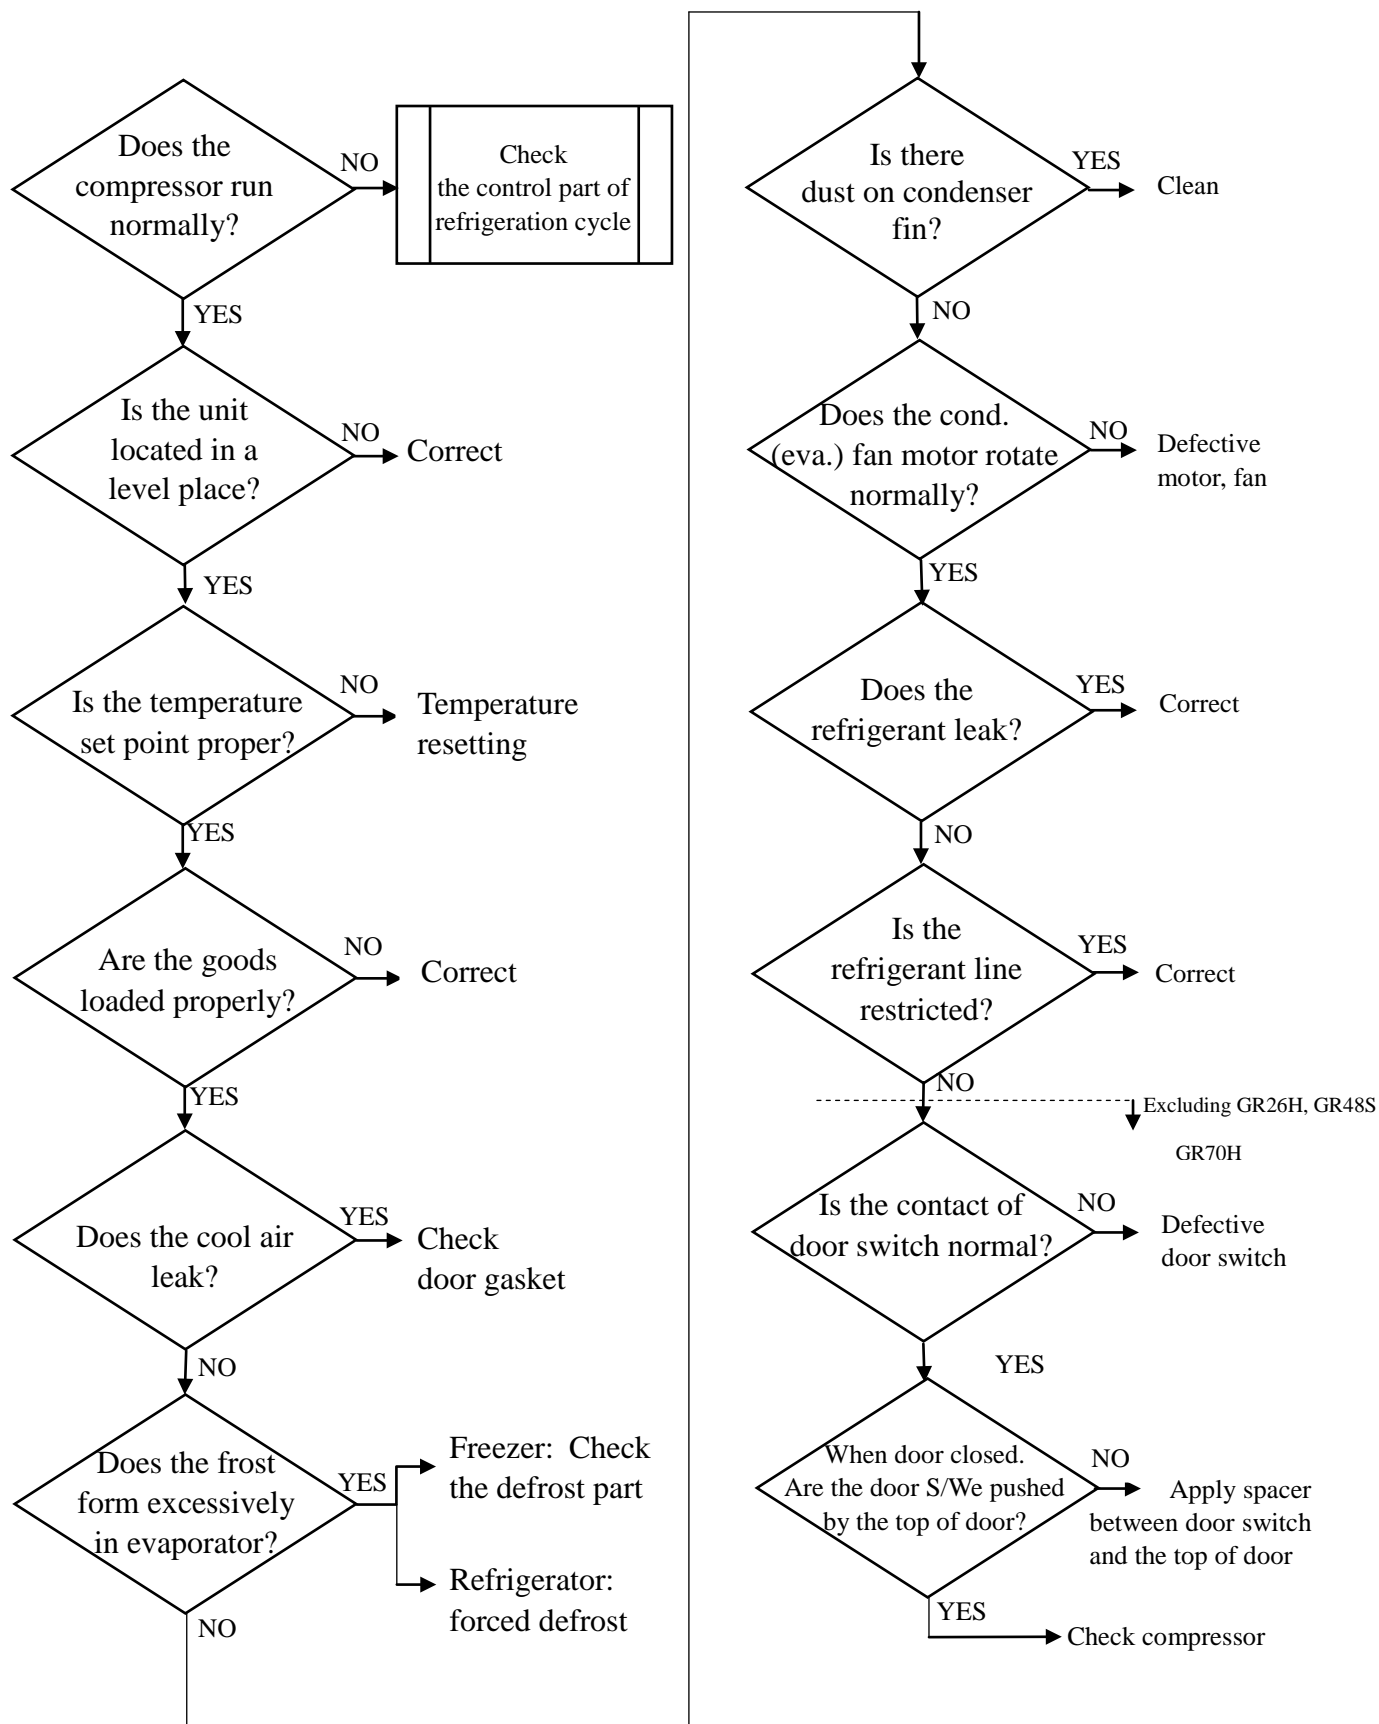 Does the
compressor run
normally?
NO
Check
the control part of
refrigeration cycle
YES
Is the unit
located in a
level place?
NO
Correct
YES
Is the temperature
set point proper?
NO
Temperature
resetting
YES
Are the goods
loaded properly?
NO
Correct
YES
Does the cool air
leak?
YES
Check
door gasket
NO
Does the frost
form excessively
in evaporator?
YES
Freezer: Check
the defrost part
Refrigerator:
forced defrost
NO
Is there
dust on condenser
fin?
YES
Clean
NO
Does the cond.
(eva.) fan motor rotate
normally?
NO
Defective
motor, fan
YES
Does the
refrigerant leak?
YES
Correct
NO
Is the
refrigerant line
restricted?
YES
Correct
NO
Excluding GR26H, GR48S
GR70H
Is the contact of
door switch normal?
NO
Defective
door switch
YES
When door closed.
Are the door S/We pushed
by the top of door?
NO
Apply spacer
between door switch
and the top of door
YES
Check compressor